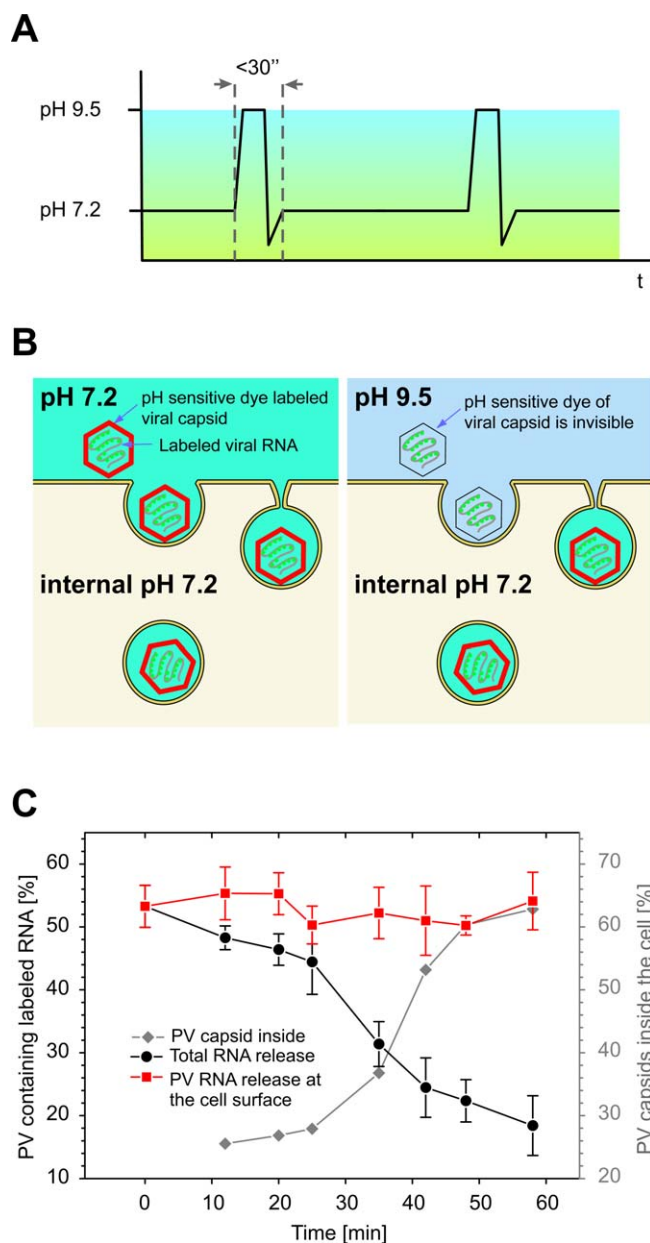 A
<30’’
pH 9.5
pH 7.2
t
B
pH 7.2
pH sensitive dye labeled
viral capsid
Labeled viral RNA
internal pH 7.2
pH 9.5
pH sensitive dye of
viral capsid is invisible
internal pH 7.2
C
PV containing labeled RNA [%]
60
50
40
30
20
10
PV capsid inside
Total RNA release
PV RNA release at
the cell surface
70
60
50
40
30
20
PV capsids inside the cell [%]
0
10
20
30
40
50
60
Time [min]